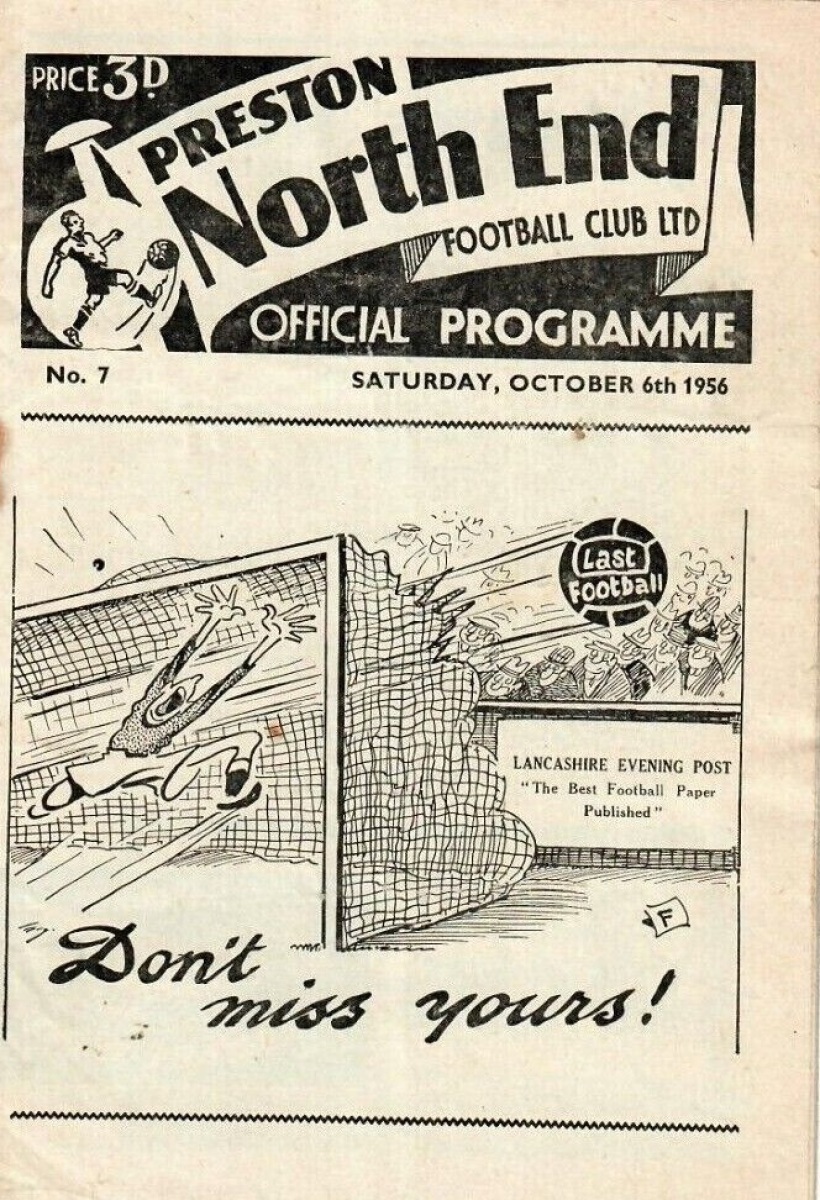 PRICE 3D
PRESTON
North End
FOOTBALL CLUB LTD
OFFICIAL PROGRAMME
No. 7
SATURDAY, OCTOBER 6th 1956
Last
Football
LANCASHIRE EVENING POST
"The Best Football Paper
Published"
F
Don't
miss yours!